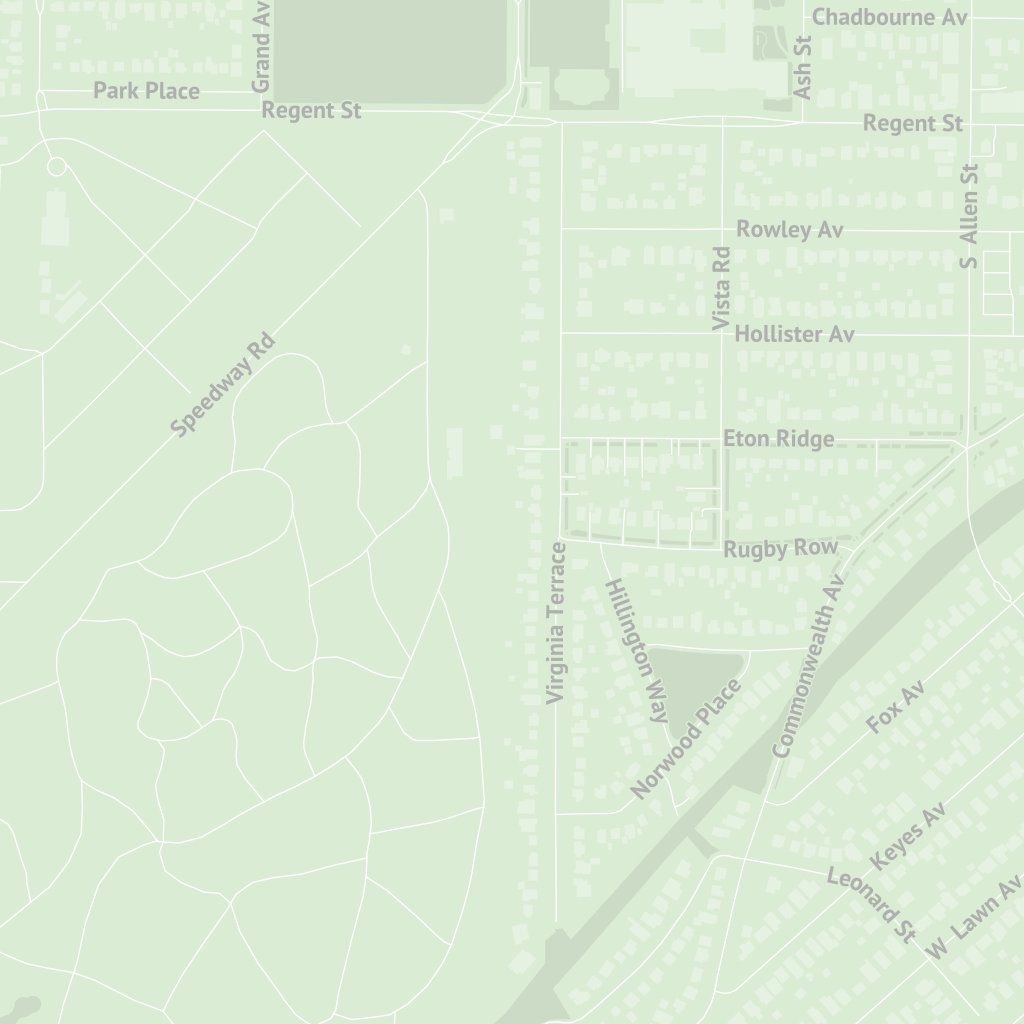 Chadbourne Av
Grand Av
Ash St
Park Place
Regent St
Regent St
S Allen St
Rowley Av
Vista Rd
Hollister Av
Speedway Rd
Eton Ridge
Rugby Row
Virginia Terrace
Hillington Way
Commonwealth Av
Norwood Place
Fox Av
Keyes Av
Leonard St
W Lawn Av